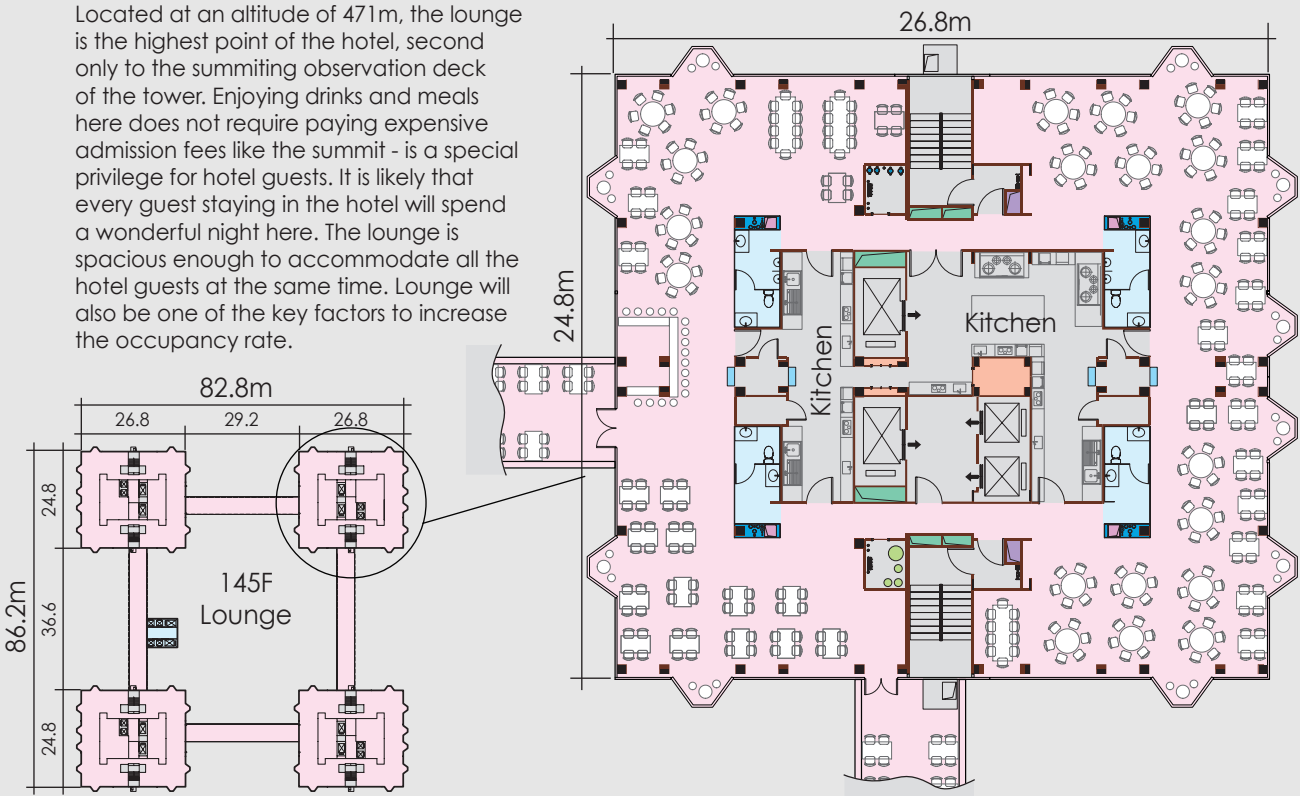 Located at an altitude of 471m, the lounge
is the highest point of the hotel, second
only to the summiting observation deck
of the tower. Enjoying drinks and meals
here does not require paying expensive
admission fees like the summit - is a special
privilege for hotel guests. It is likely that
every guest staying in the hotel will spend
a wonderful night here. The lounge is
spacious enough to accommodate all the
hotel guests at the same time. Lounge will
also be one of the key factors to increase
the occupancy rate.
26.8m
24.8m
Kitchen
Kitchen
82.8m
26.8
29.2
26.8
86.2m
24.8
36.6
24.8
145F
Lounge